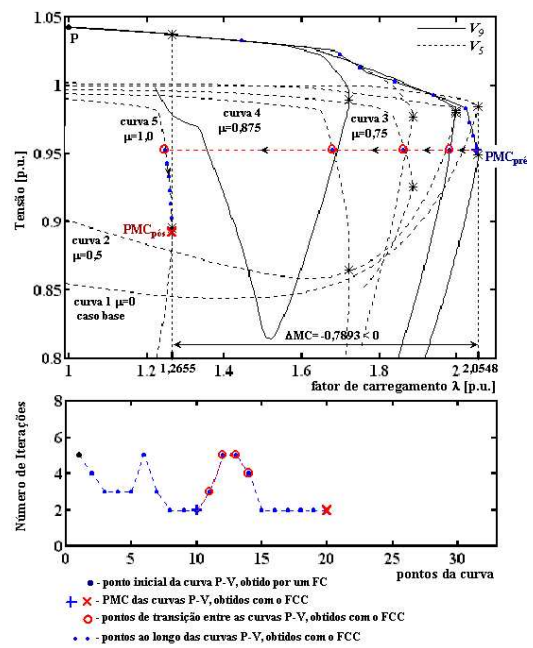 1.05
P
V9
V5
1
curva 5
μ=1,0
curva 4
μ=0,875
curva 3
μ=0,75
Tensão [p.u.]
0.95
PMCpré
0.9
PMCpós
curva 2
μ=0,5
0.85
curva 1 μ=0
caso base
ΔMC= -0,7893 < 0
0.8
1 1.2 1,2655 1.4 1.6 1.8 2. 2,0548
fator de carregamento λ [p.u.]
Número de Iterações
8
6
4
2
0
0 5 10 15 20 25 30
pontos da curva
- ponto inicial da curva P-V, obtido por um FC
- PMC das curvas P-V, obtidos com o FCC
- pontos de transição entre as curvas P-V, obtidos com o FCC
- pontos ao longo das curvas P-V, obtidos com o FCC